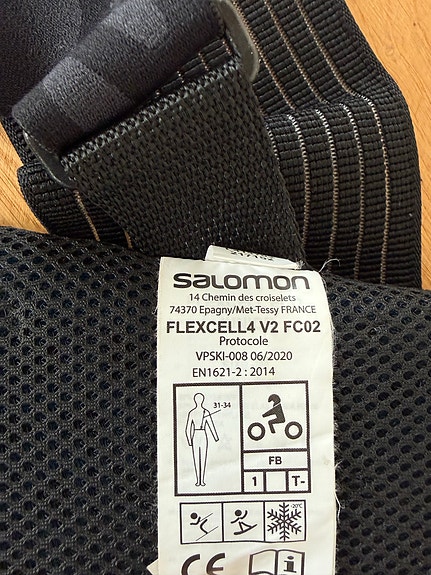 salomon
14 Chemin des croiselets
74370 Epagny/Met-Tessy FRANCE
FLEXCELL4 V2 FC02
Protocole
VPSKI-008 06/2020
EN1621-2 : 2014
31-34
FB
1 T-
-20°C
CE i